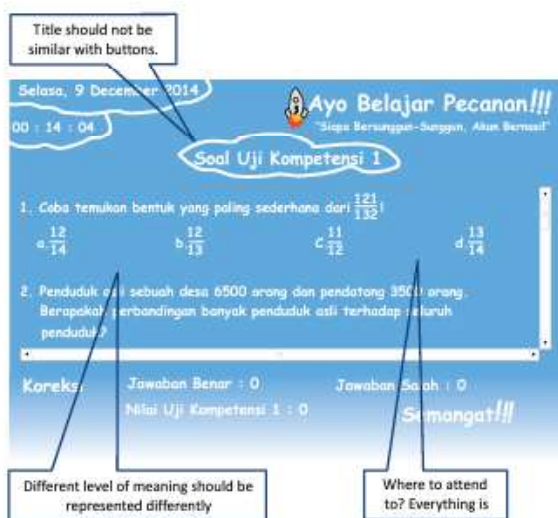 Title should not be
similar with buttons.
Selasa, 9 December 2014
00 : 14 : 04
Ayo Belajar Pecanan!!!
"Siapa Bersungguh-Sungguh, Akan Berhasil"
Soal Uji Kompetensi 1
1. Coba temukan bentuk yang paling sederhana dari 121/132!
a. 12/14 b. 12/13 c. 11/12 d. 13/14
2. Penduduk asli sebuah desa 6500 orang dan pendatang 3500 orang.
Berapakah perbandingan banyak penduduk asli terhadap seluruh
penduduk?
Koreksi Jawaban Benar : 0 Jawaban Salah : 0
Nilai Uji Kompetensi 1 : 0 Semangat!!!
Different level of meaning should be
represented differently
Where to attend
to? Everything is